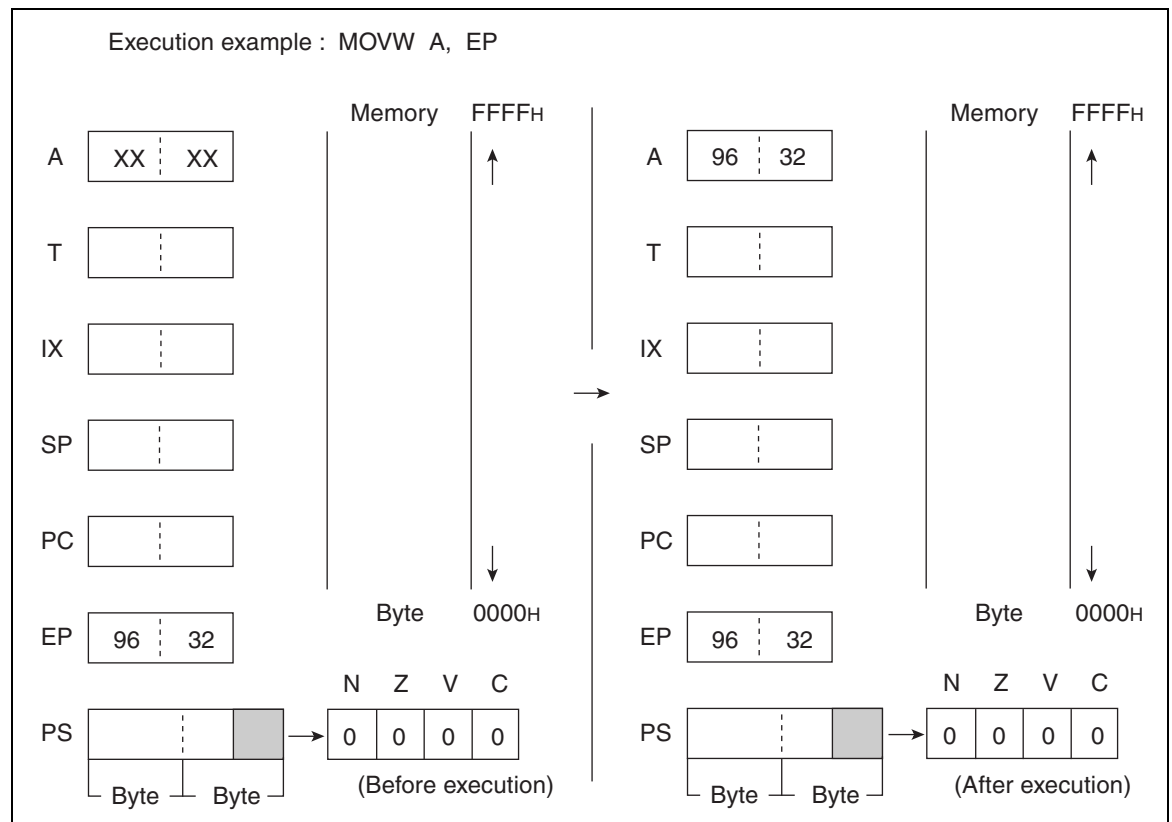 Execution example : MOVW A, EP
Memory FFFFH
A XX XX
T
IX
SP
PC
Byte 0000H
EP 96 32
N Z V C
PS 0 0 0 0
Byte Byte (Before execution)
Memory FFFFH
A 96 32
T
IX
SP
PC
Byte 0000H
EP 96 32
N Z V C
PS 0 0 0 0
Byte Byte (After execution)